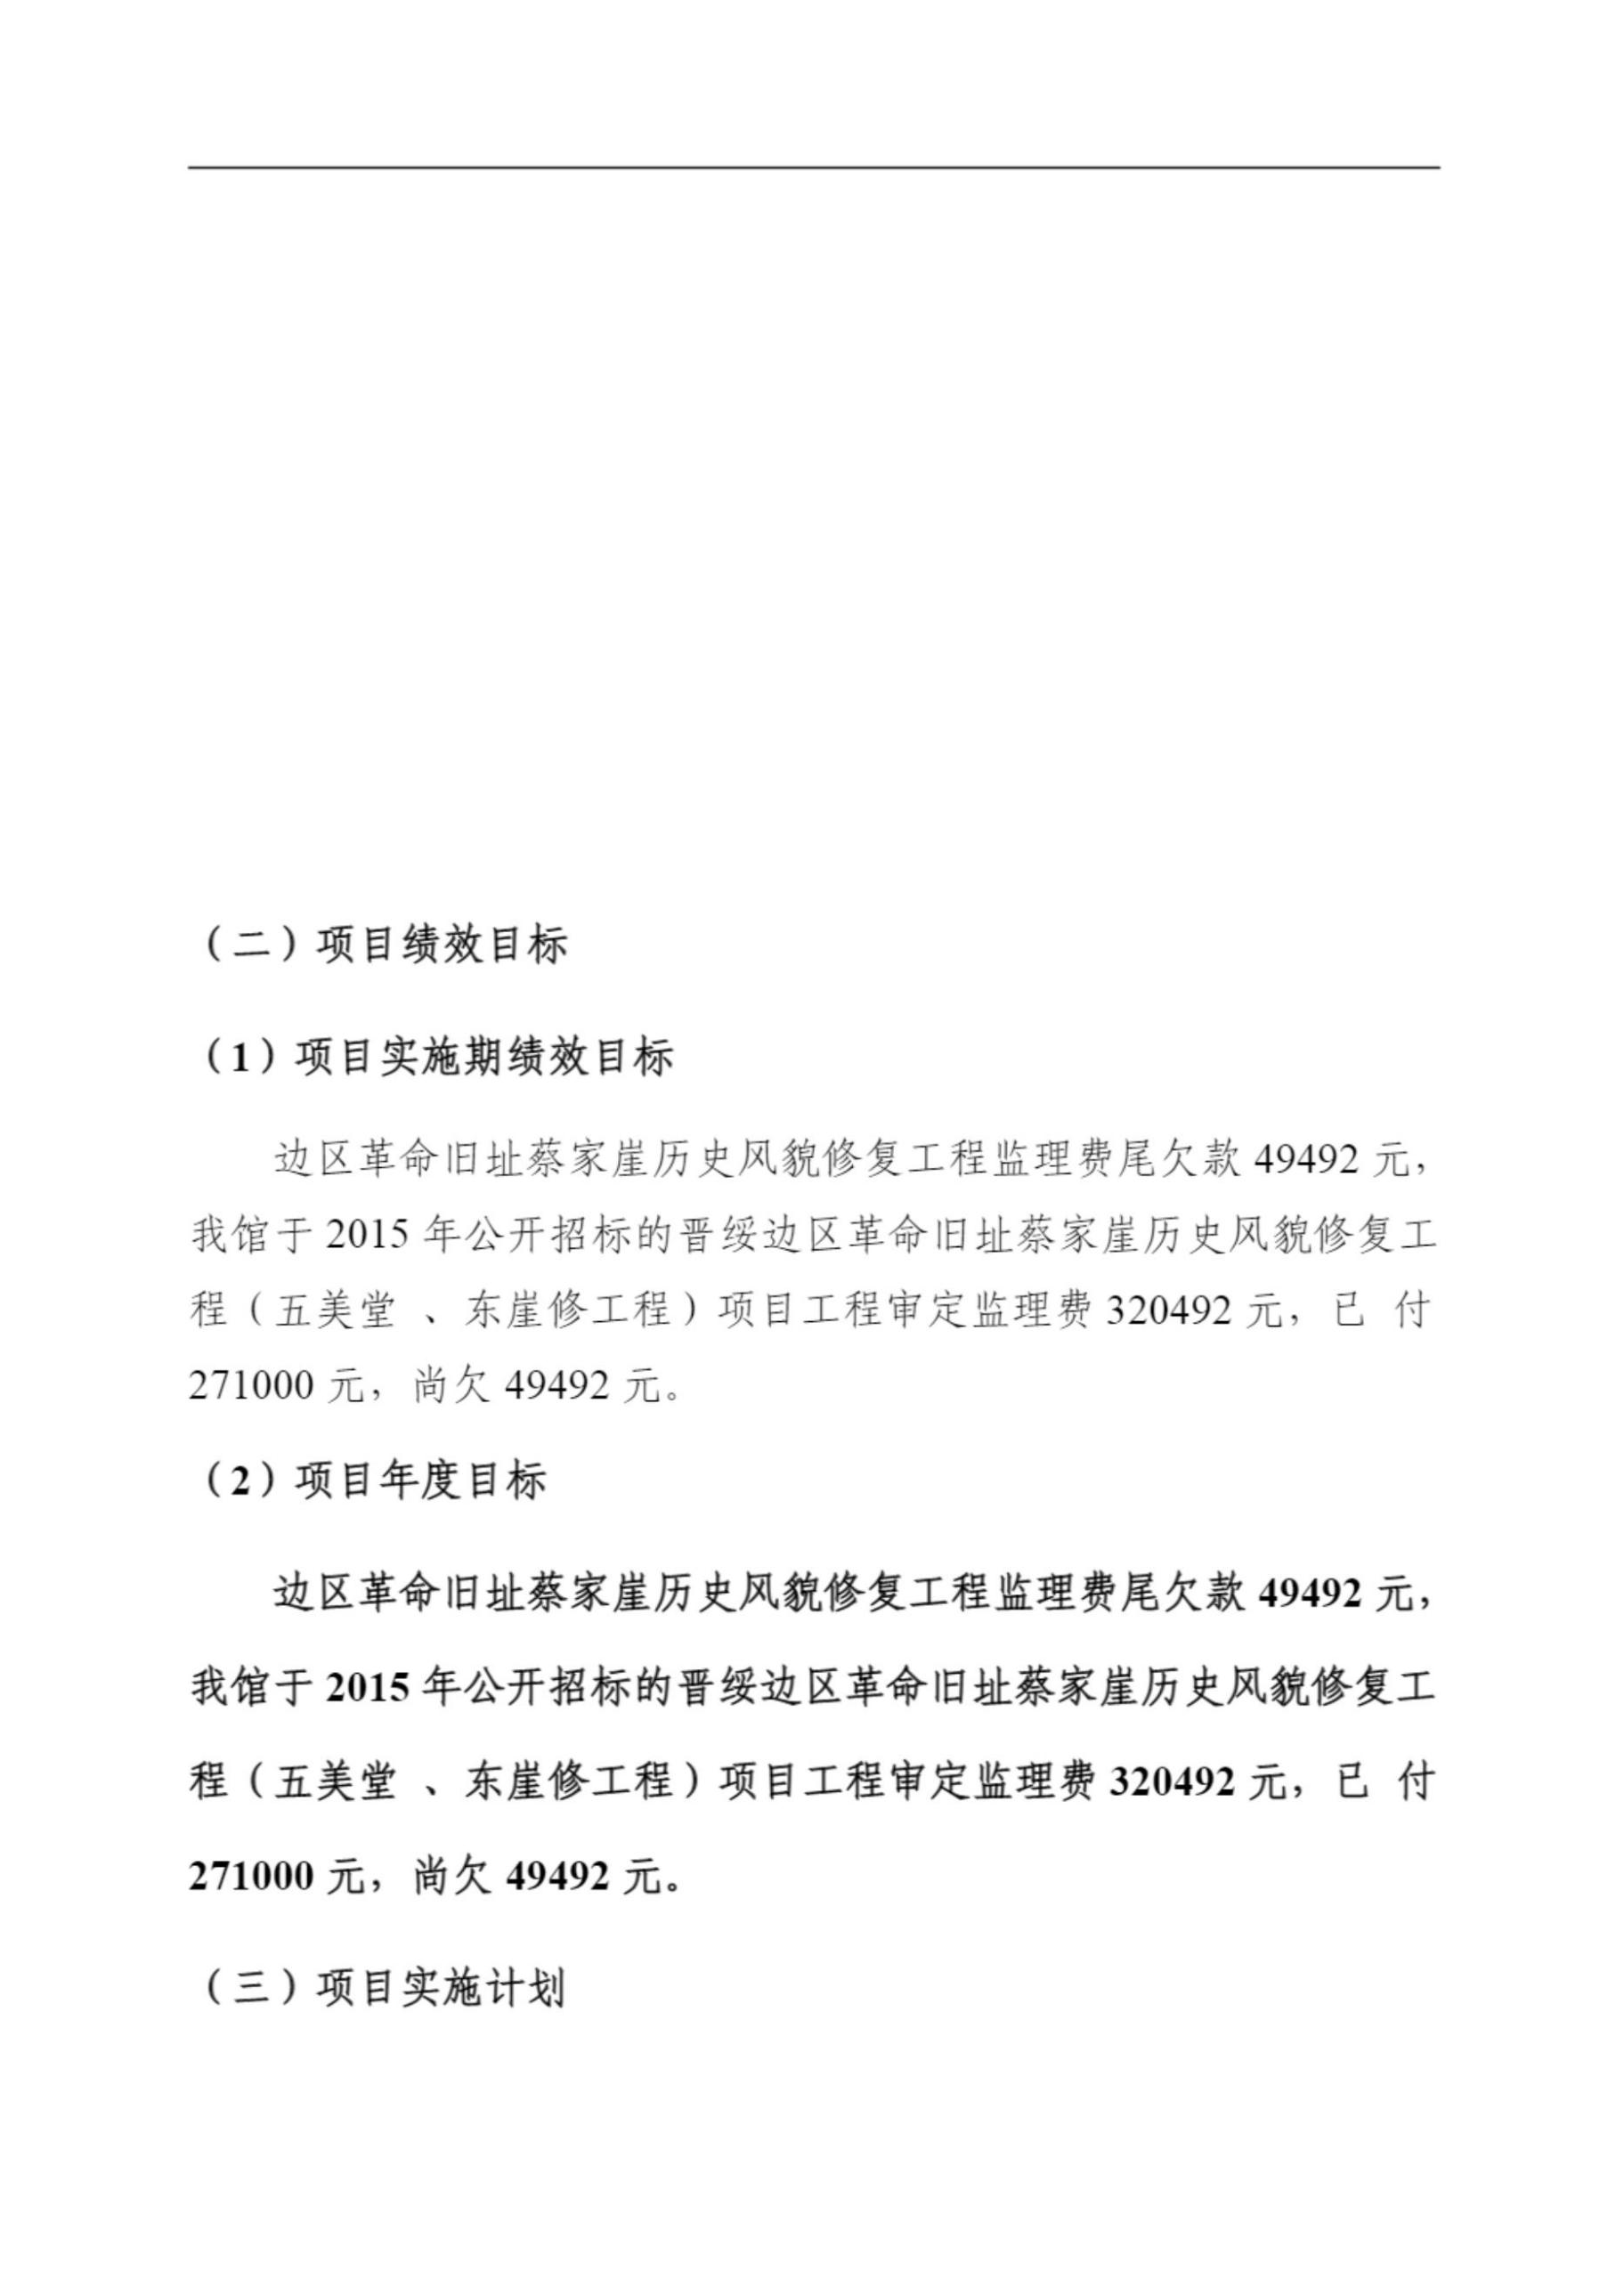 （二）项目绩效目标
（1）项目实施期绩效目标
边区革命旧址蔡家崖历史风貌修复工程监理费尾欠款 49492 元，
我馆于 2015 年公开招标的晋绥边区革命旧址蔡家崖历史风貌修复工
程（五美堂 、东崖修工程）项目工程审定监理费 320492 元，已 付
271000 元，尚欠 49492 元。
（2）项目年度目标
边区革命旧址蔡家崖历史风貌修复工程监理费尾欠款 49492 元，
我馆于 2015 年公开招标的晋绥边区革命旧址蔡家崖历史风貌修复工
程（五美堂 、东崖修工程）项目工程审定监理费 320492 元，已 付
271000 元，尚欠 49492 元。
（三）项目实施计划